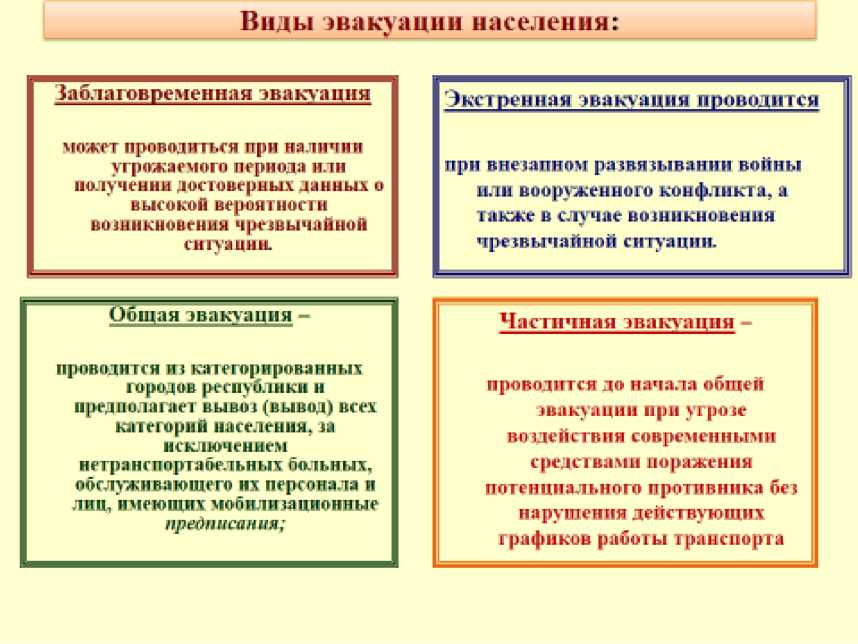 Виды эвакуации населения:
Заблаговременная эвакуация
может проводиться при наличии
угрожаемого периода или
получении достоверных данных о
высокой вероятности
возникновения чрезвычайной
ситуации.
Экстренная эвакуация проводится
при внезапном развязывании войны
или вооруженного конфликта, а
также в случае возникновения
чрезвычайной ситуации.
Общая эвакуация –
проводится из категорированных
городов республики и
предполагает вывоз (вывод) всех
категорий населения, за
исключением
нетранспортабельных больных,
обслуживающего их персонала и
лиц, имеющих мобилизационные
предписания;
Частичная эвакуация –
проводится до начала общей
эвакуации при угрозе
воздействия современными
средствами поражения
потенциального противника без
нарушения действующих
графиков работы транспорта